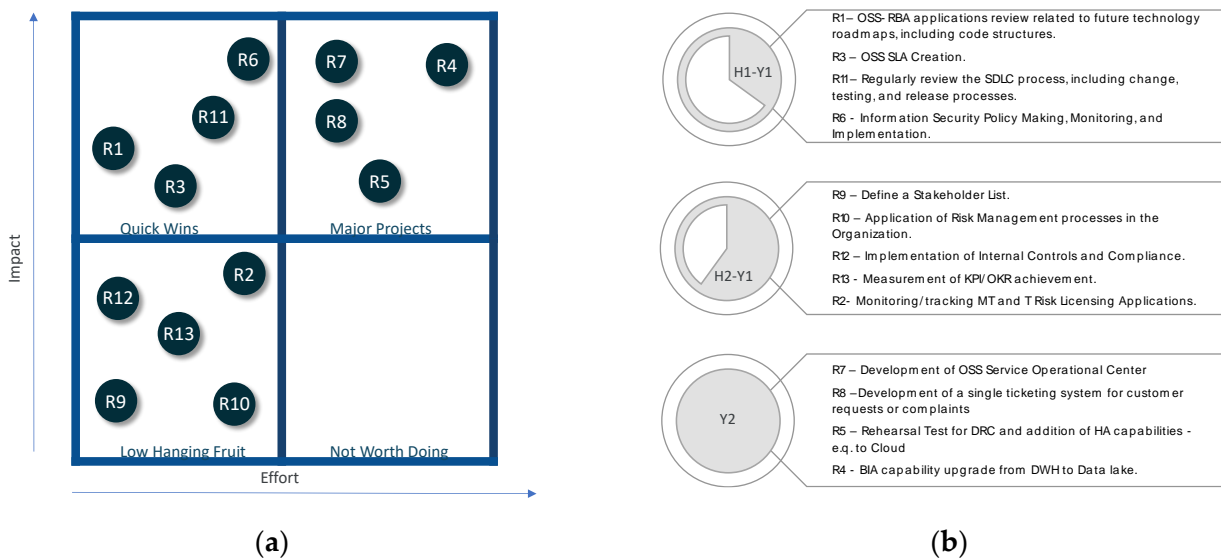 R6
R7
R4
R11
R8
R1
R3
R5
Quick Wins
Major Projects
Impact
R2
R12
R13
R9
R10
Low Hanging Fruit
Not Worth Doing
Effort
(a)
H1-Y1
R1– OSS-RBA applications review related to future technology
roadmaps, including code structures.
R3 – OSS SLA Creation.
R11– Regularly review the SDLC process, including change,
testing, and release processes.
R6 - Information Security Policy Making, Monitoring, and
Implementation.
H2-Y1
R9 – Define a Stakeholder List.
R10 – Application of Risk Management processes in the
Organization.
R12 – Implementation of Internal Controls and Compliance.
R13 - Measurement of KPI/OKR achievement.
R2- Monitoring/tracking MT and T Risk Licensing Applications.
Y2
R7 – Development of OSS Service Operational Center
R8 –Development of a single ticketing system for customer
requests or complaints
R5 – Rehearsal Test for DRC and addition of HA capabilities -
e.q. to Cloud
R4 - BIA capability upgrade from DWH to Data lake.
(b)